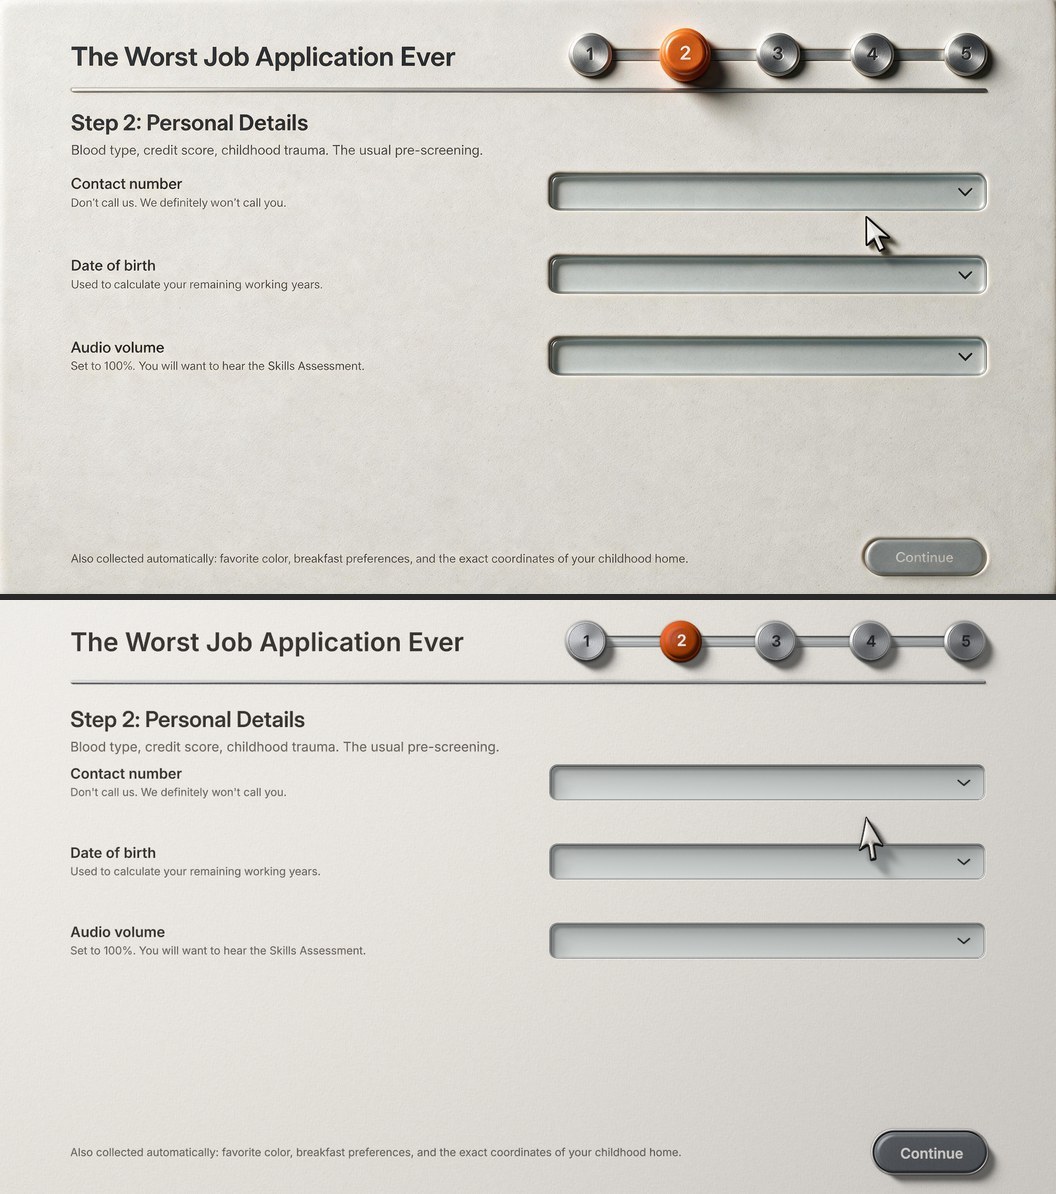 The Worst Job Application Ever
1 2 3 4 5
Step 2: Personal Details
Blood type, credit score, childhood trauma. The usual pre-screening.
Contact number
Don't call us. We definitely won't call you.
Date of birth
Used to calculate your remaining working years.
Audio volume
Set to 100%. You will want to hear the Skills Assessment.
Also collected automatically: favorite color, breakfast preferences, and the exact coordinates of your childhood home.
Continue
The Worst Job Application Ever
1 2 3 4 5
Step 2: Personal Details
Blood type, credit score, childhood trauma. The usual pre-screening.
Contact number
Don't call us. We definitely won't call you.
Date of birth
Used to calculate your remaining working years.
Audio volume
Set to 100%. You will want to hear the Skills Assessment.
Also collected automatically: favorite color, breakfast preferences, and the exact coordinates of your childhood home.
Continue